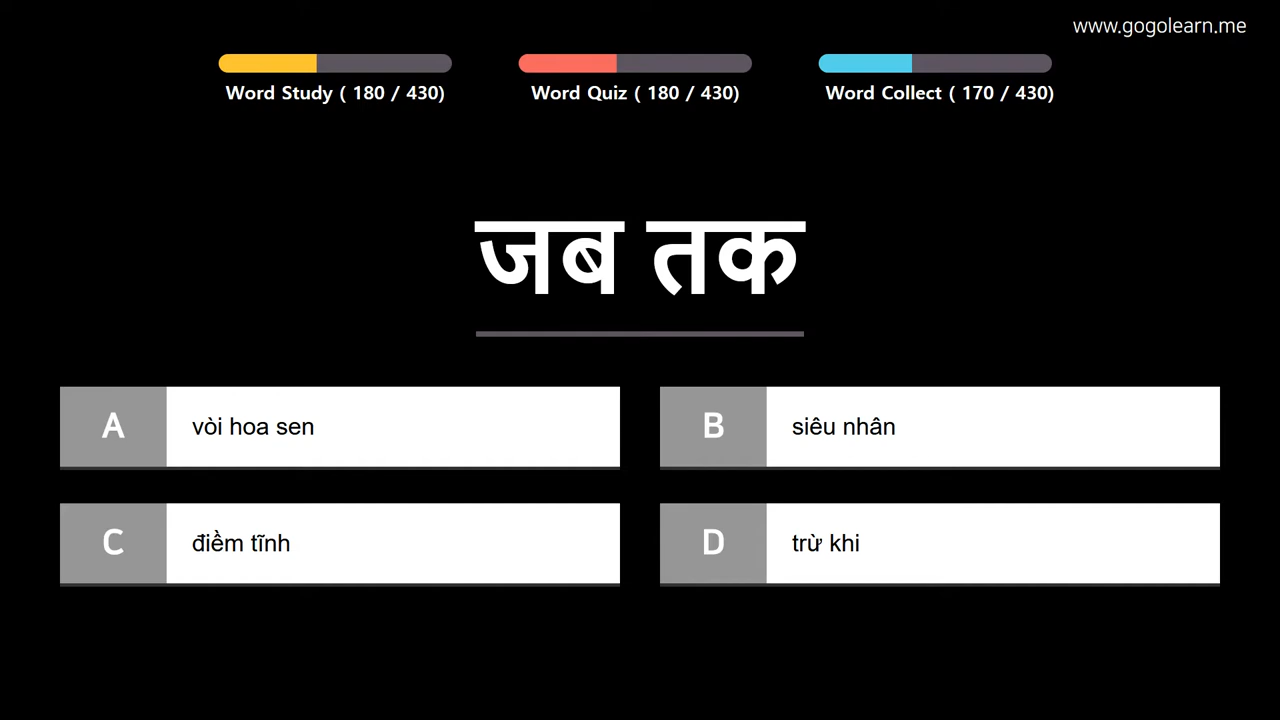 www.gogolearn.me
Word Study ( 180 / 430)
Word Quiz ( 180 / 430)
Word Collect ( 170 / 430)
जब तक
A
vòi hoa sen
B
siêu nhân
C
điềm tĩnh
D
trừ khi